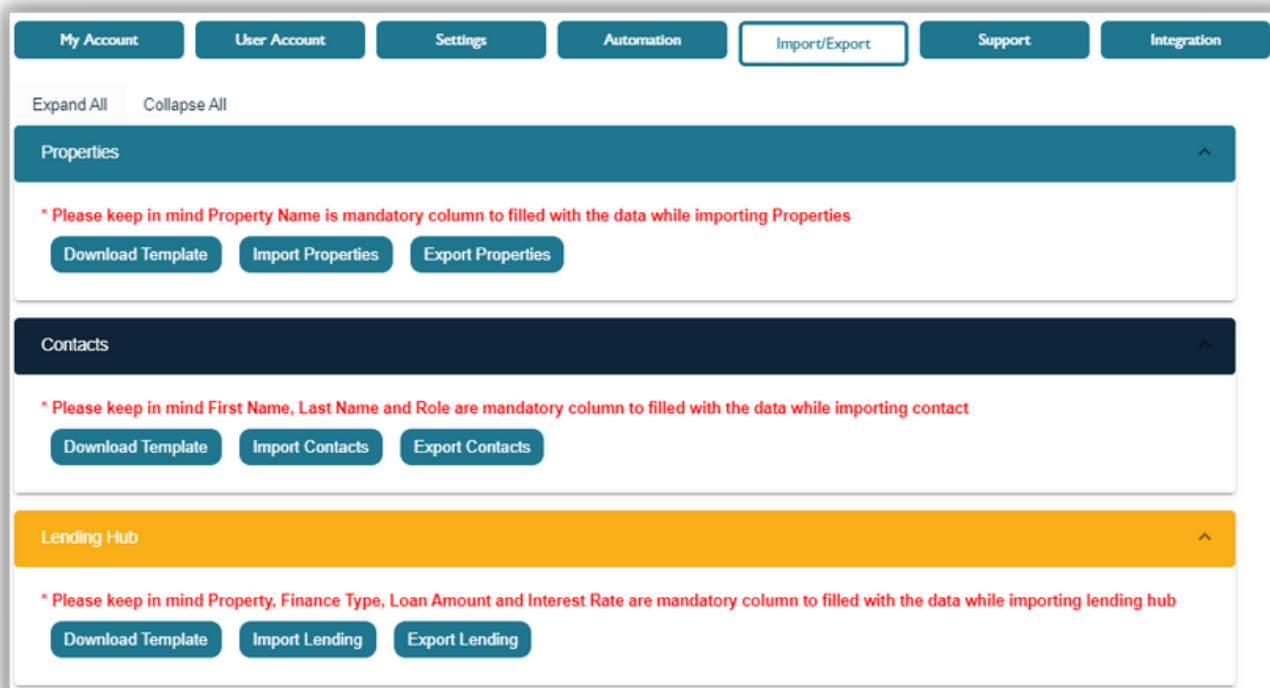 My Account User Account Settings Automation Import/Export Support Integration
Expand All Collapse All
Properties
* Please keep in mind Property Name is mandatory column to filled with the data while importing Properties
Download Template Import Properties Export Properties
Contacts
* Please keep in mind First Name, Last Name and Role are mandatory column to filled with the data while importing contact
Download Template Import Contacts Export Contacts
Lending Hub
* Please keep in mind Property, Finance Type, Loan Amount and Interest Rate are mandatory column to filled with the data while importing lending hub
Download Template Import Lending Export Lending